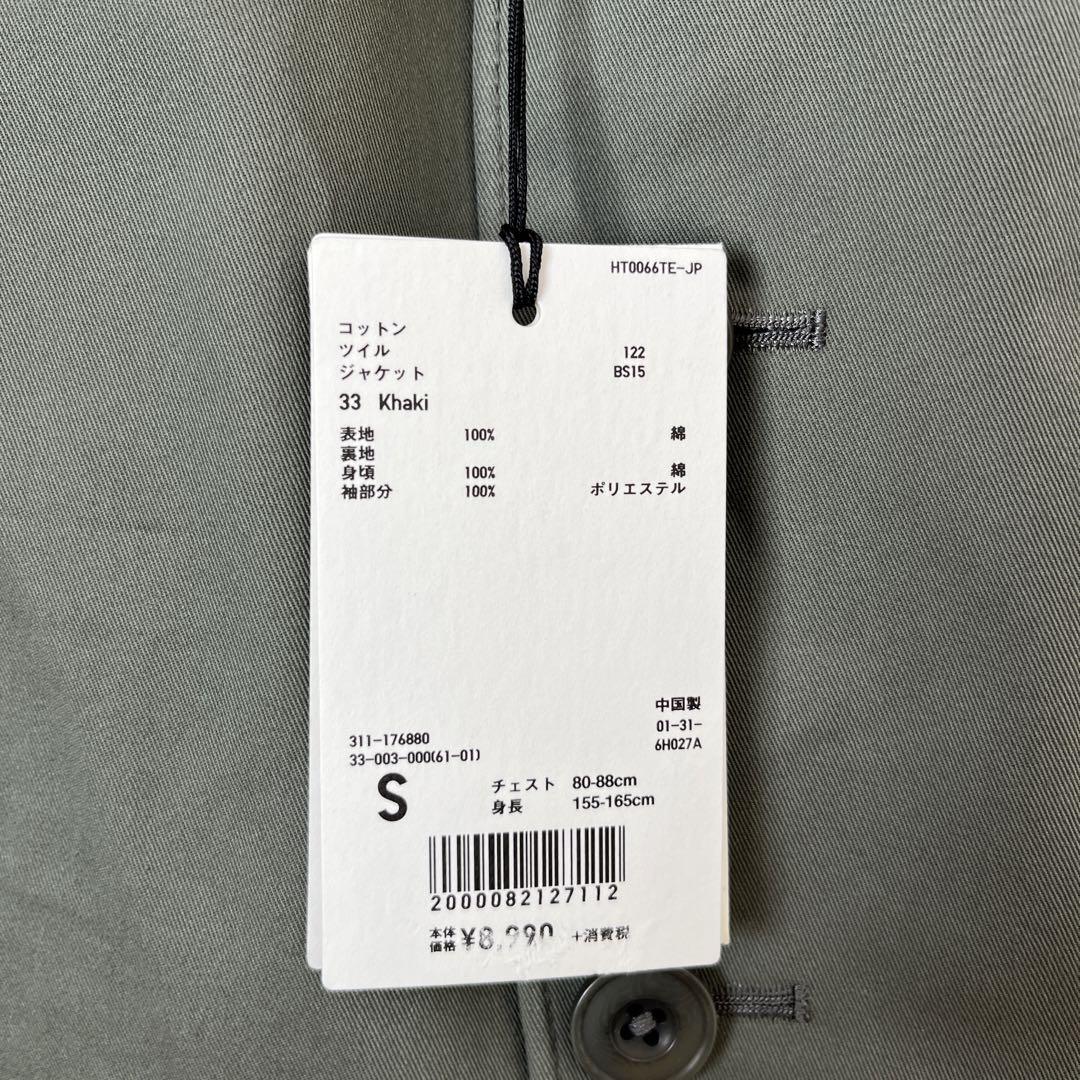 HT0066TE-JP
コットン
ツイル 122
ジャケット BS15
33 Khaki
表地 100% 綿
裏地
身頃 100% 綿
袖部分 100% ポリエステル
中国製
311-176880 01-31-
33-003-000(61-01) 6H027A
S チェスト 80-88cm
身長 155-165cm
2000082127112
本体価格 ¥8,990 +消費税